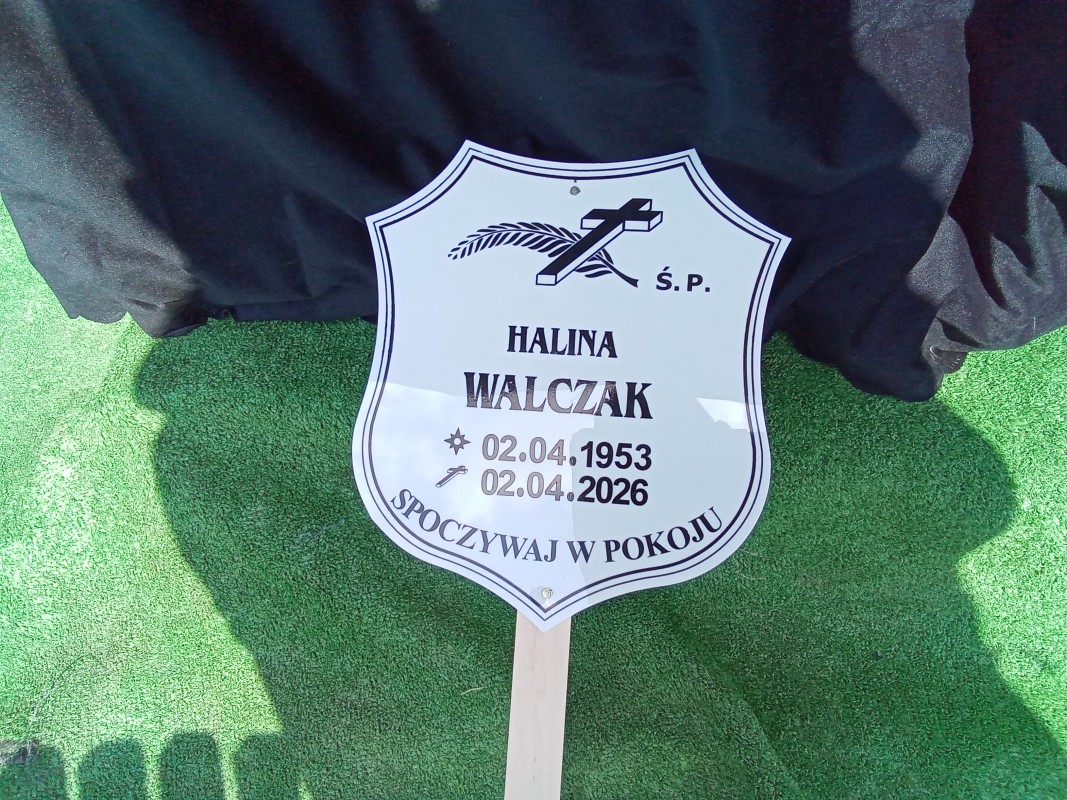 Ś.P.
HALINA
WALCZAK
02.04.1953
02.04.2026
SPOCZYWAJ W POKOJU